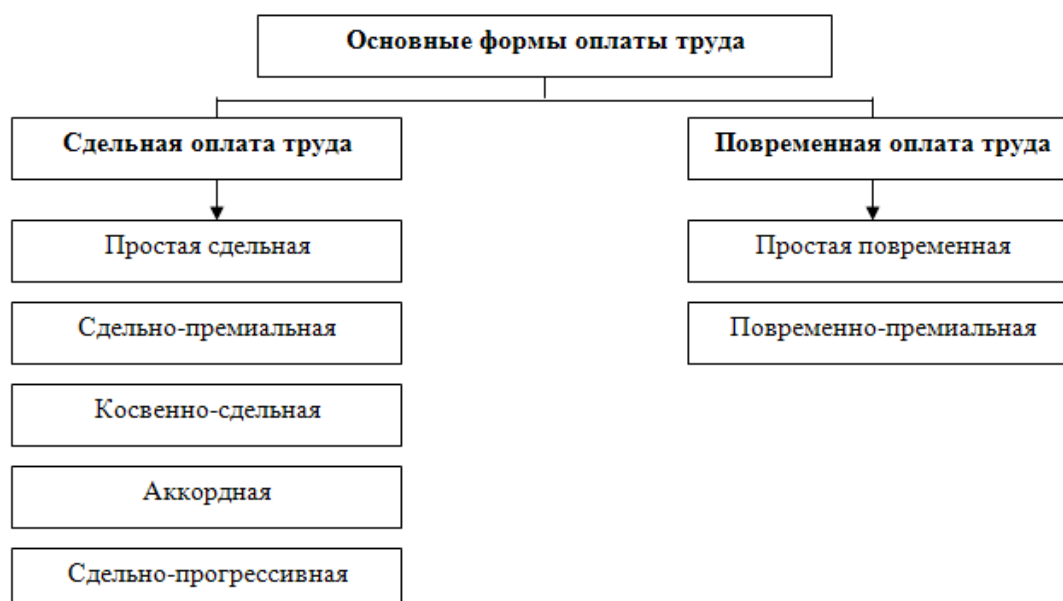 Основные формы оплаты труда
Сдельная оплата труда
Повременная оплата труда
Простая сдельная
Простая повременная
Сдельно-премиальная
Повременно-премиальная
Косвенно-сдельная
Аккордная
Сдельно-прогрессивная